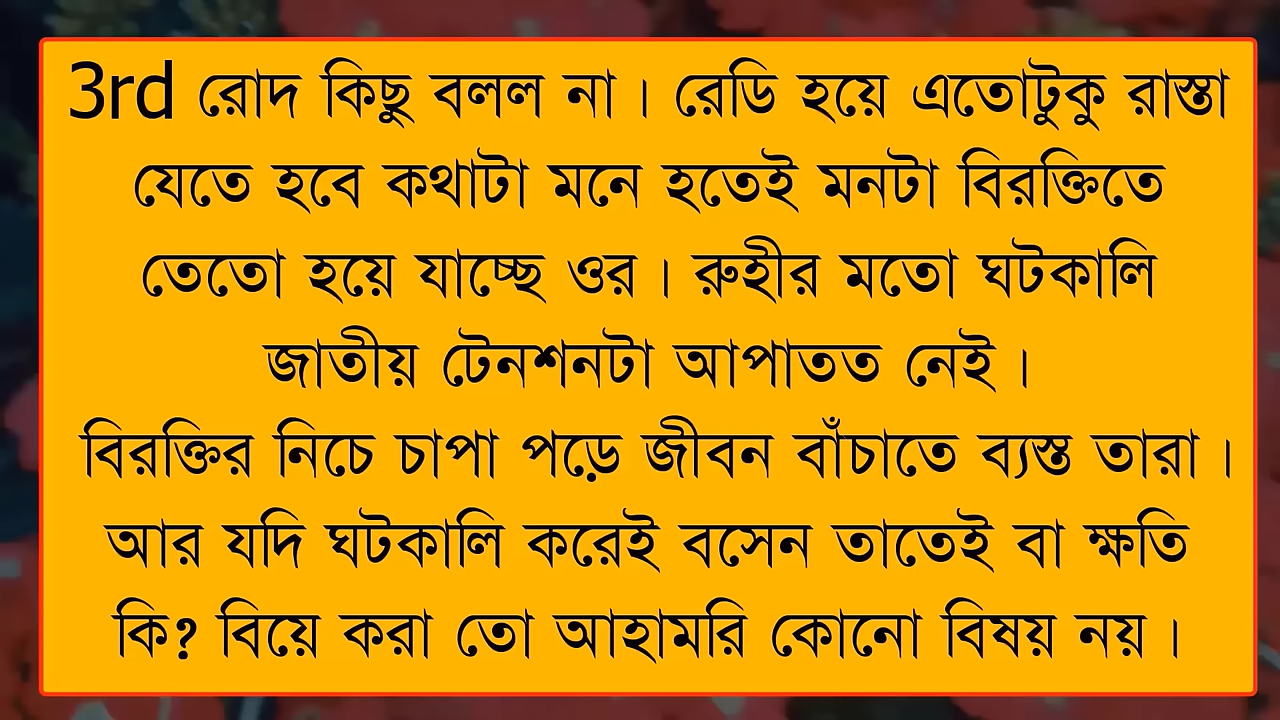 3rd রোদ কিছু বলল না। রেডি হয়ে এতোটুকু রাস্তা
যেতে হবে কথাটা মনে হতেই মনটা বিরক্তিতে
তেতো হয়ে যাচ্ছে ওর। রুহীর মতো ঘটকালি
জাতীয় টেনশনটা আপাতত নেই।
বিরক্তির নিচে চাপা পড়ে জীবন বাঁচাতে ব্যস্ত তারা।
আর যদি ঘটকালি করেই বসেন তাতেই বা ক্ষতি
কি? বিয়ে করা তো আহামরি কোনো বিষয় নয়।